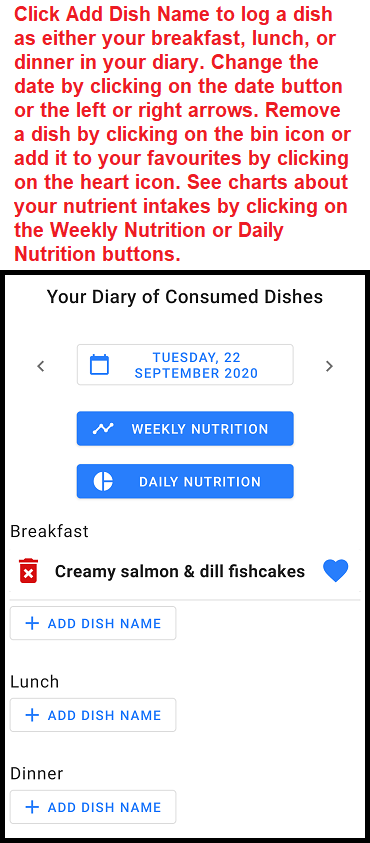 Click Add Dish Name to log a dish
as either your breakfast, lunch, or
dinner in your diary. Change the
date by clicking on the date button
or the left or right arrows. Remove
a dish by clicking on the bin icon or
add it to your favourites by clicking
on the heart icon. See charts about
your nutrient intakes by clicking on
the Weekly Nutrition or Daily
Nutrition buttons.
Your Diary of Consumed Dishes
TUESDAY, 22
SEPTEMBER 2020
WEEKLY NUTRITION
DAILY NUTRITION
Breakfast
Creamy salmon & dill fishcakes
+ ADD DISH NAME
Lunch
+ ADD DISH NAME
Dinner
+ ADD DISH NAME